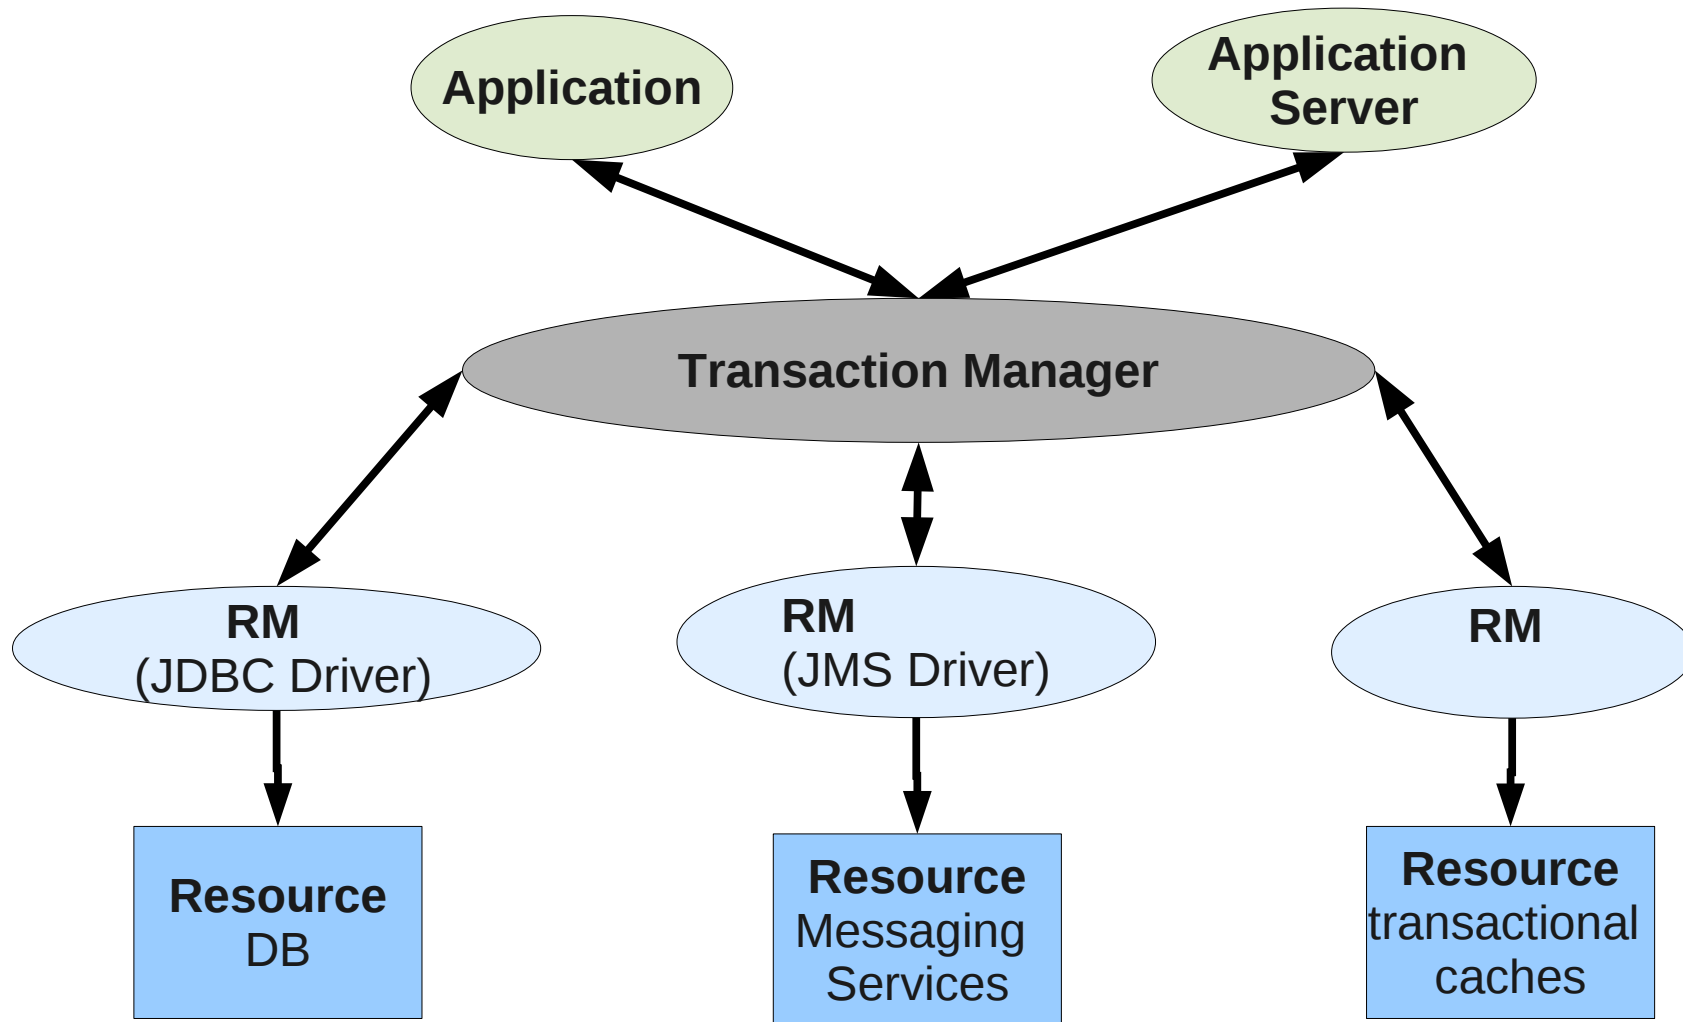 Application
Application
Server
Transaction Manager
RM
(JDBC Driver)
RM
(JMS Driver)
RM
Resource
DB
Resource
Messaging
Services
Resource
transactional
caches